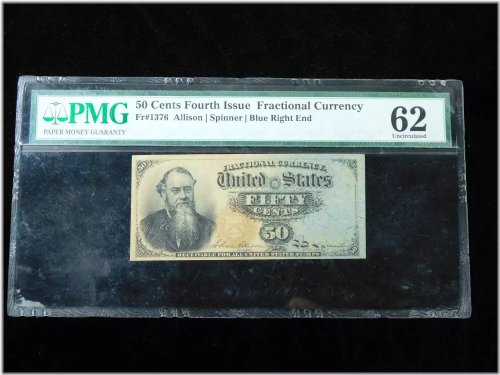 PMG
PAPER MONEY GUARANTY
50 Cents Fourth Issue Fractional Currency
Fr#1376 Allison | Spinner | Blue Right End
62
Uncirculated
FRACTIONAL CURRENCY.
United States
FIFTY
CENTS
50
RECEIVABLE FOR ALL UNITED STATES STAMPS